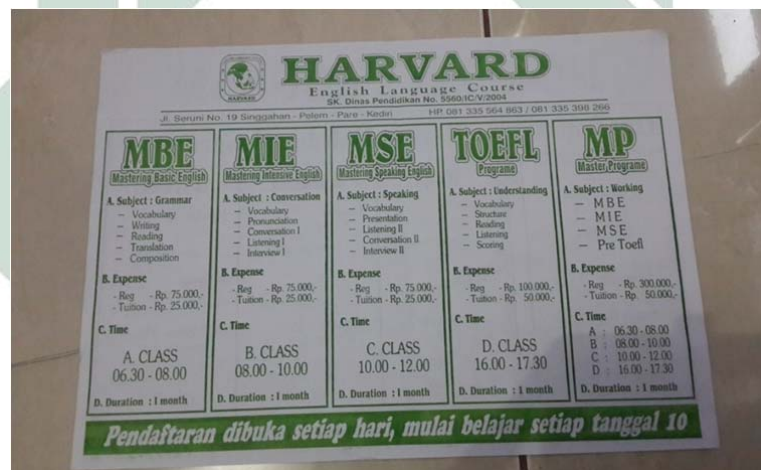 HARVARD
English Language Course
SK. Dinas Pendidikan No. 5560/IC/V/2004
HARVARD
Jl. Seruni No. 19 Singgahan - Pelem - Pare - Kediri HP. 081 335 564 863 / 081 335 398 266
MBE
Mastering Basic English
A. Subject : Grammar
- Vocabulary
- Writing
- Reading
- Translation
- Composition
B. Expense
- Reg - Rp. 75.000,-
- Tuition - Rp. 25.000,-
C. Time
A. CLASS
06.30 - 08.00
D. Duration : 1 month
MIE
Mastering Intensive English
A. Subject : Conversation
- Vocabulary
- Pronunciation
- Conversation I
- Listening I
- Interview I
B. Expense
- Reg - Rp. 75.000,-
- Tuition - Rp. 25.000,-
C. Time
B. CLASS
08.00 - 10.00
D. Duration : 1 month
MSE
Mastering Speaking English
A. Subject : Speaking
- Vocabulary
- Presentation
- Listening II
- Conversation II
- Interview II
B. Expense
- Reg - Rp. 75.000,-
- Tuition - Rp. 25.000,-
C. Time
C. CLASS
10.00 - 12.00
D. Duration : 1 month
TOEFL
Programe
A. Subject : Understanding
- Vocabulary
- Structure
- Reading
- Listening
- Scoring
B. Expense
- Reg - Rp. 100.000,-
- Tuition - Rp. 50.000,-
C. Time
D. CLASS
16.00 - 17.30
D. Duration : 1 month
MP
Master Programe
A. Subject : Working
- MBE
- MIE
- MSE
- Pre Toefl
B. Expense
- Reg - Rp. 300.000,-
- Tuition - Rp. 50.000,-
C. Time
A : 06.30 - 08.00
B : 08.00 - 10.00
C : 10.00 - 12.00
D : 16.00 - 17.30
D. Duration : 1 month
Pendaftaran dibuka setiap hari, mulai belajar setiap tanggal 10